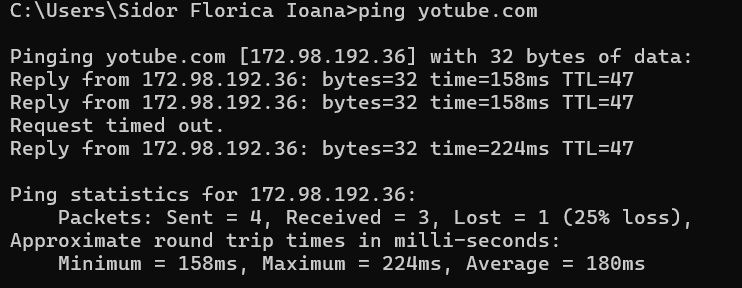 C:\Users\Sidor Florica Ioana>ping yotube.com
Pinging yotube.com [172.98.192.36] with 32 bytes of data:
Reply from 172.98.192.36: bytes=32 time=158ms TTL=47
Reply from 172.98.192.36: bytes=32 time=158ms TTL=47
Request timed out.
Reply from 172.98.192.36: bytes=32 time=224ms TTL=47
Ping statistics for 172.98.192.36:
Packets: Sent = 4, Received = 3, Lost = 1 (25% loss),
Approximate round trip times in milli-seconds:
Minimum = 158ms, Maximum = 224ms, Average = 180ms